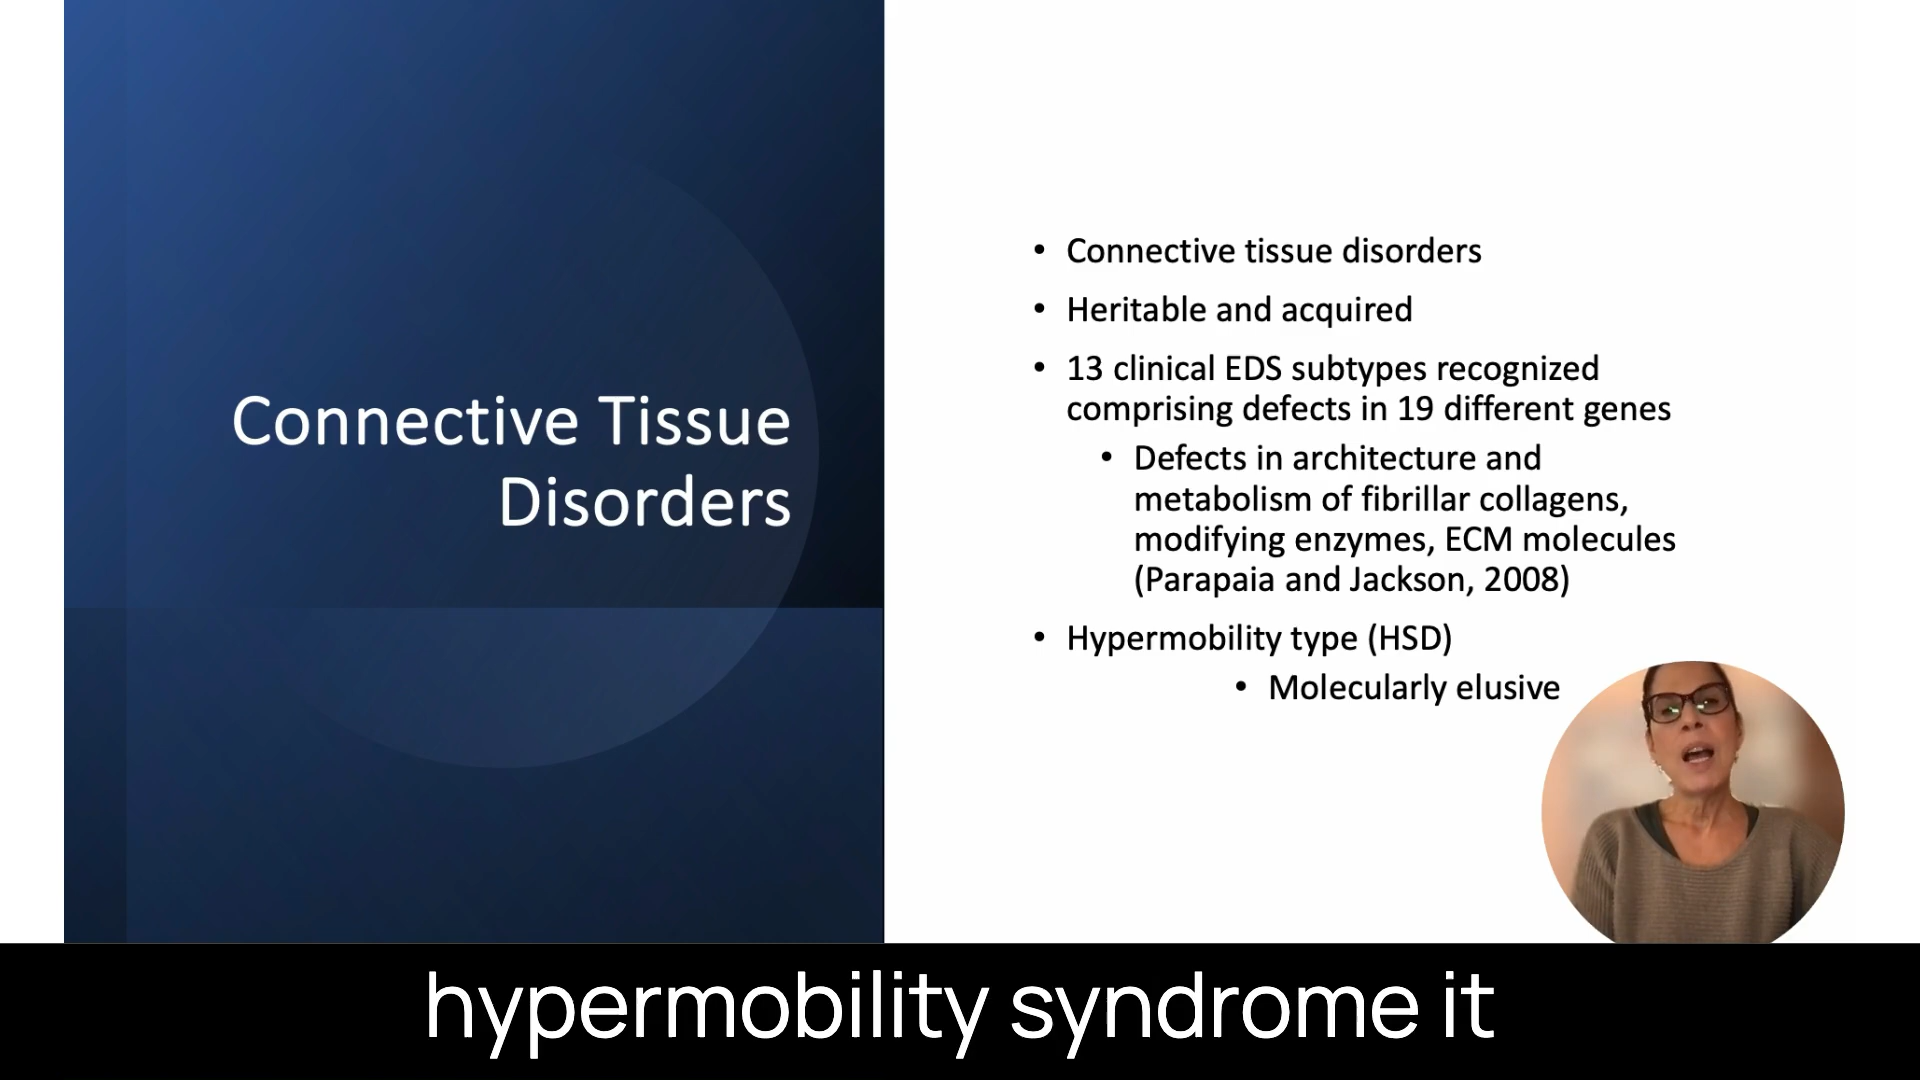 Connective Tissue
Disorders
• Connective tissue disorders
• Heritable and acquired
• 13 clinical EDS subtypes recognized
comprising defects in 19 different genes
• Defects in architecture and
metabolism of fibrillar collagens,
modifying enzymes, ECM molecules
(Parapaia and Jackson, 2008)
• Hypermobility type (HSD)
• Molecularly elusive
hypermobility syndrome it